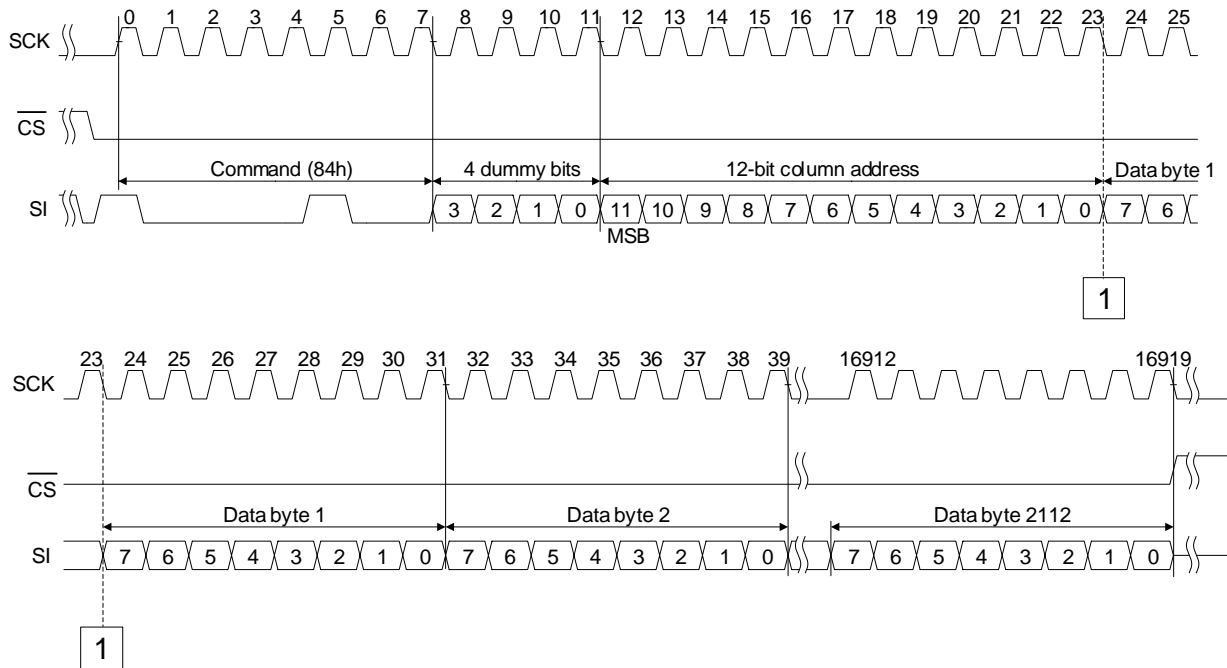 0 1 2 3 4 5 6 7 8 9 10 11 12 13 14 15 16 17 18 19 20 21 22 23 24 25
SCK
CS
Command (84h) 4 dummy bits 12-bit column address Data byte 1
SI 3 2 1 0 11 10 9 8 7 6 5 4 3 2 1 0 7 6
MSB
1
23 24 25 26 27 28 29 30 31 32 33 34 35 36 37 38 39 16912 16919
SCK
CS
Data byte 1 Data byte 2 Data byte 2112
SI 7 6 5 4 3 2 1 0 7 6 5 4 3 2 1 0 7 6 5 4 3 2 1 0
1